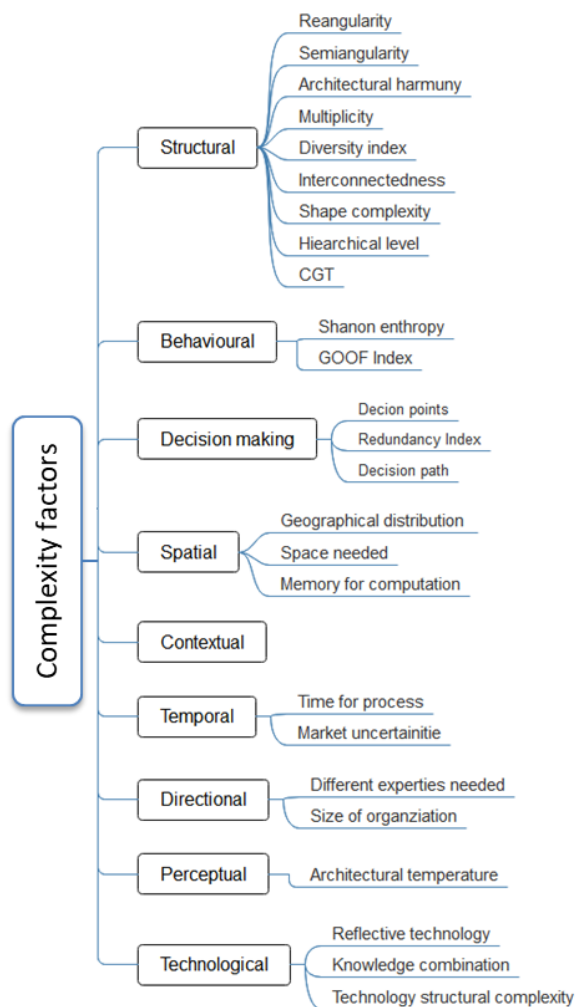 Complexity factors
Structural
Reangularity
Semiangularity
Architectural harmuny
Multiplicity
Diversity index
Interconnectedness
Shape complexity
Hiearchical level
CGT
Behavioural
Shanon enthropy
GOOF Index
Decision making
Decion points
Redundancy Index
Decision path
Spatial
Geographical distribution
Space needed
Memory for computation
Contextual
Temporal
Time for process
Market uncertainitie
Directional
Different experties needed
Size of organziation
Perceptual
Architectural temperature
Technological
Reflective technology
Knowledge combination
Technology structural complexity